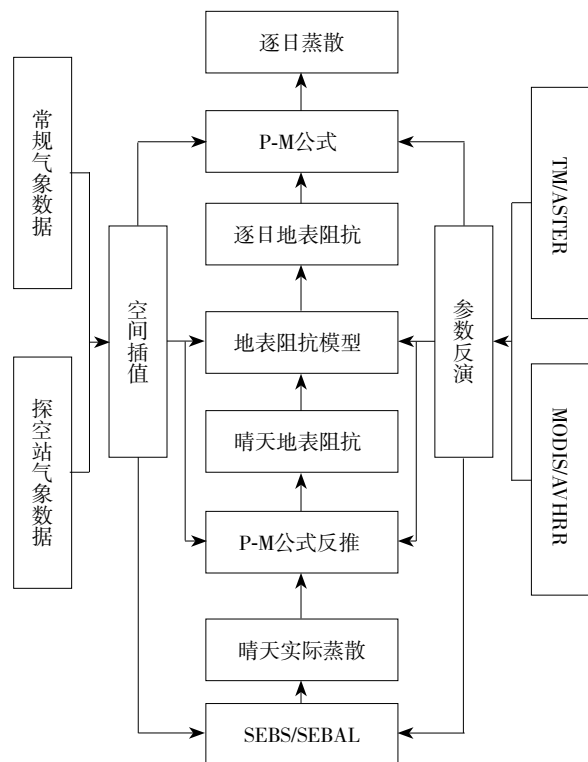 逐日蒸散
P-M公式
逐日地表阻抗
地表阻抗模型
晴天地表阻抗
P-M公式反推
晴天实际蒸散
SEBS/SEBAL
常规气象数据
探空站气象数据
空间插值
参数反演
TM/ASTER
MODIS/AVHRR